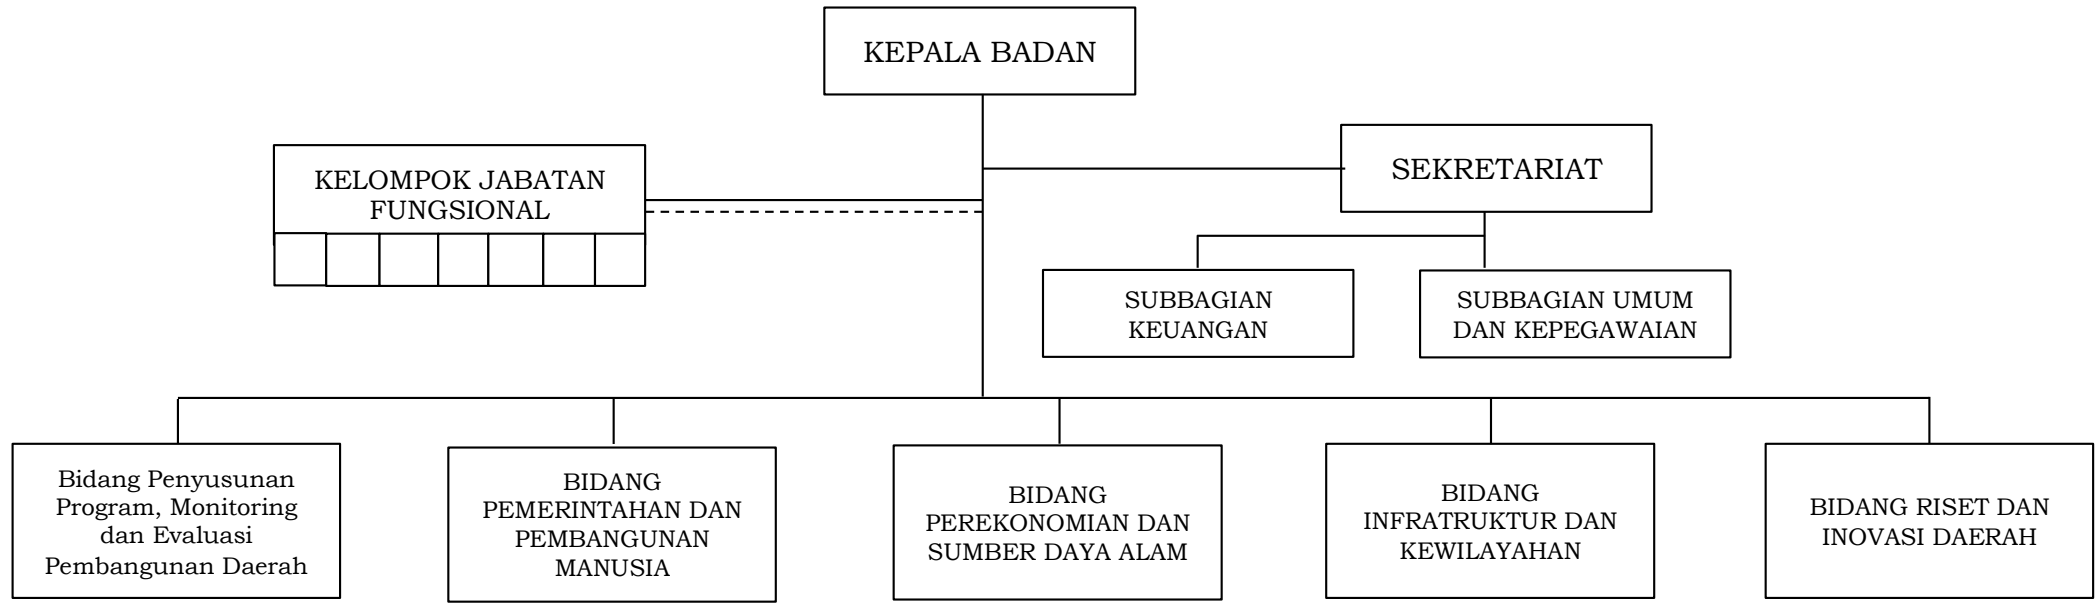 KEPALA BADAN
KELOMPOK JABATAN
FUNGSIONAL
SEKRETARIAT
SUBBAGIAN
KEUANGAN
SUBBAGIAN UMUM
DAN KEPEGAWAIAN
Bidang Penyusunan
Program, Monitoring
dan Evaluasi
Pembangunan Daerah
BIDANG
PEMERINTAHAN DAN
PEMBANGUNAN
MANUSIA
BIDANG
PEREKONOMIAN DAN
SUMBER DAYA ALAM
BIDANG
INFRATRUKTUR DAN
KEWILAYAHAN
BIDANG RISET DAN
INOVASI DAERAH